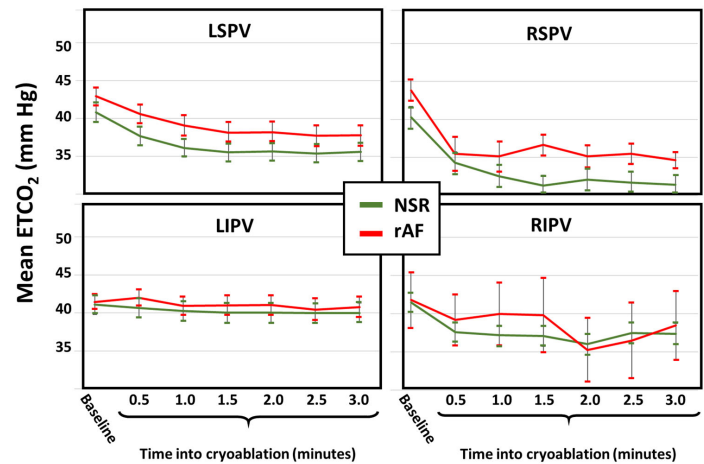 LSPV
RSPV
50
45
40
35
Mean ETCO₂ (mm Hg)
NSR
rAF
LIPV
RIPV
50
45
40
35
Baseline 0.5 1.0 1.5 2.0 2.5 3.0
Baseline 0.5 1.0 1.5 2.0 2.5 3.0
Time into cryoablation (minutes)
Time into cryoablation (minutes)